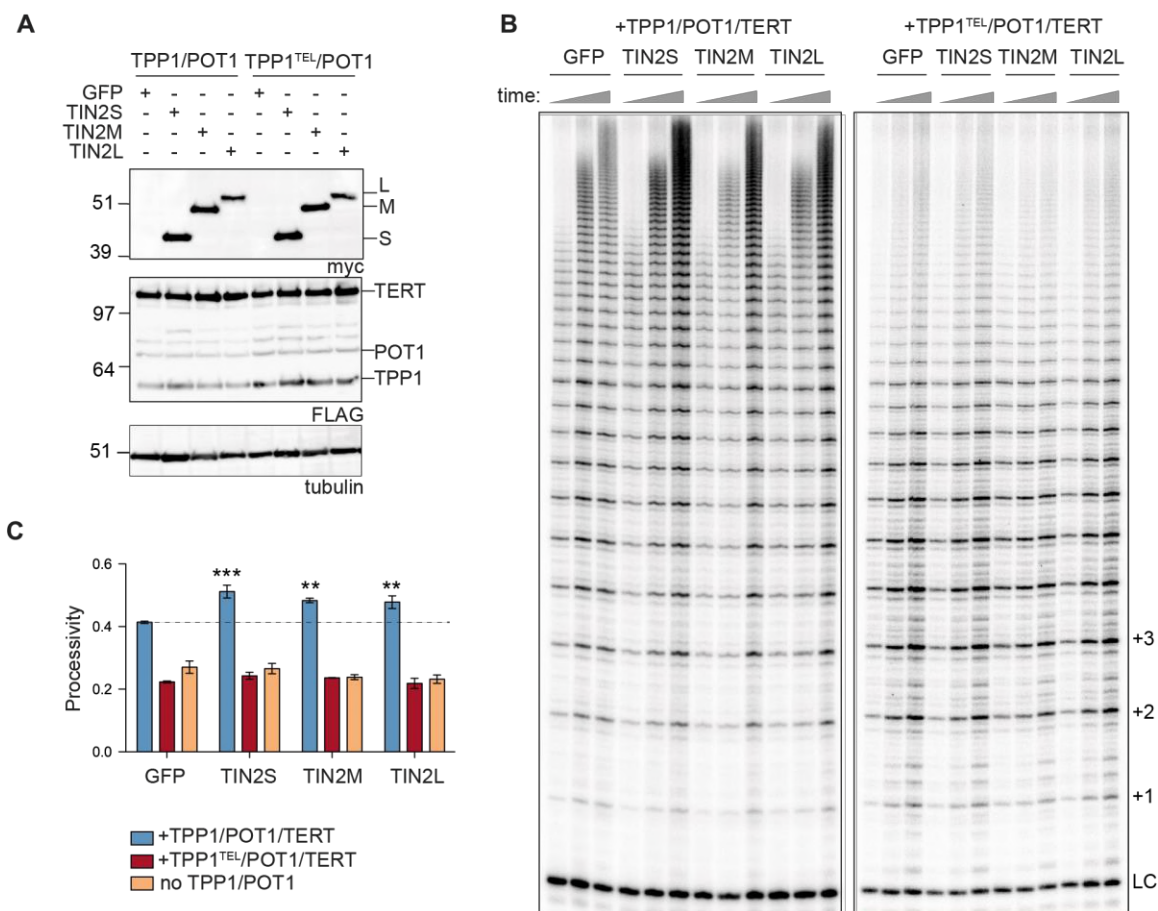 A
TPP1/POT1 TPP1TEL/POT1
GFP + - - - + - - -
TIN2S - + - - - + - -
TIN2M - - + - - - + -
TIN2L - - - + - - - +
51
39
L
M
S
myc
97
64
TERT
POT1
TPP1
FLAG
51
tubulin
B
+TPP1/POT1/TERT +TPP1TEL/POT1/TERT
GFP TIN2S TIN2M TIN2L GFP TIN2S TIN2M TIN2L
time:
+3
+2
+1
LC
C
Processivity
0.6
0.4
0.2
0.0
*** ** **
GFP TIN2S TIN2M TIN2L
+TPP1/POT1/TERT
+TPP1TEL/POT1/TERT
no TPP1/POT1